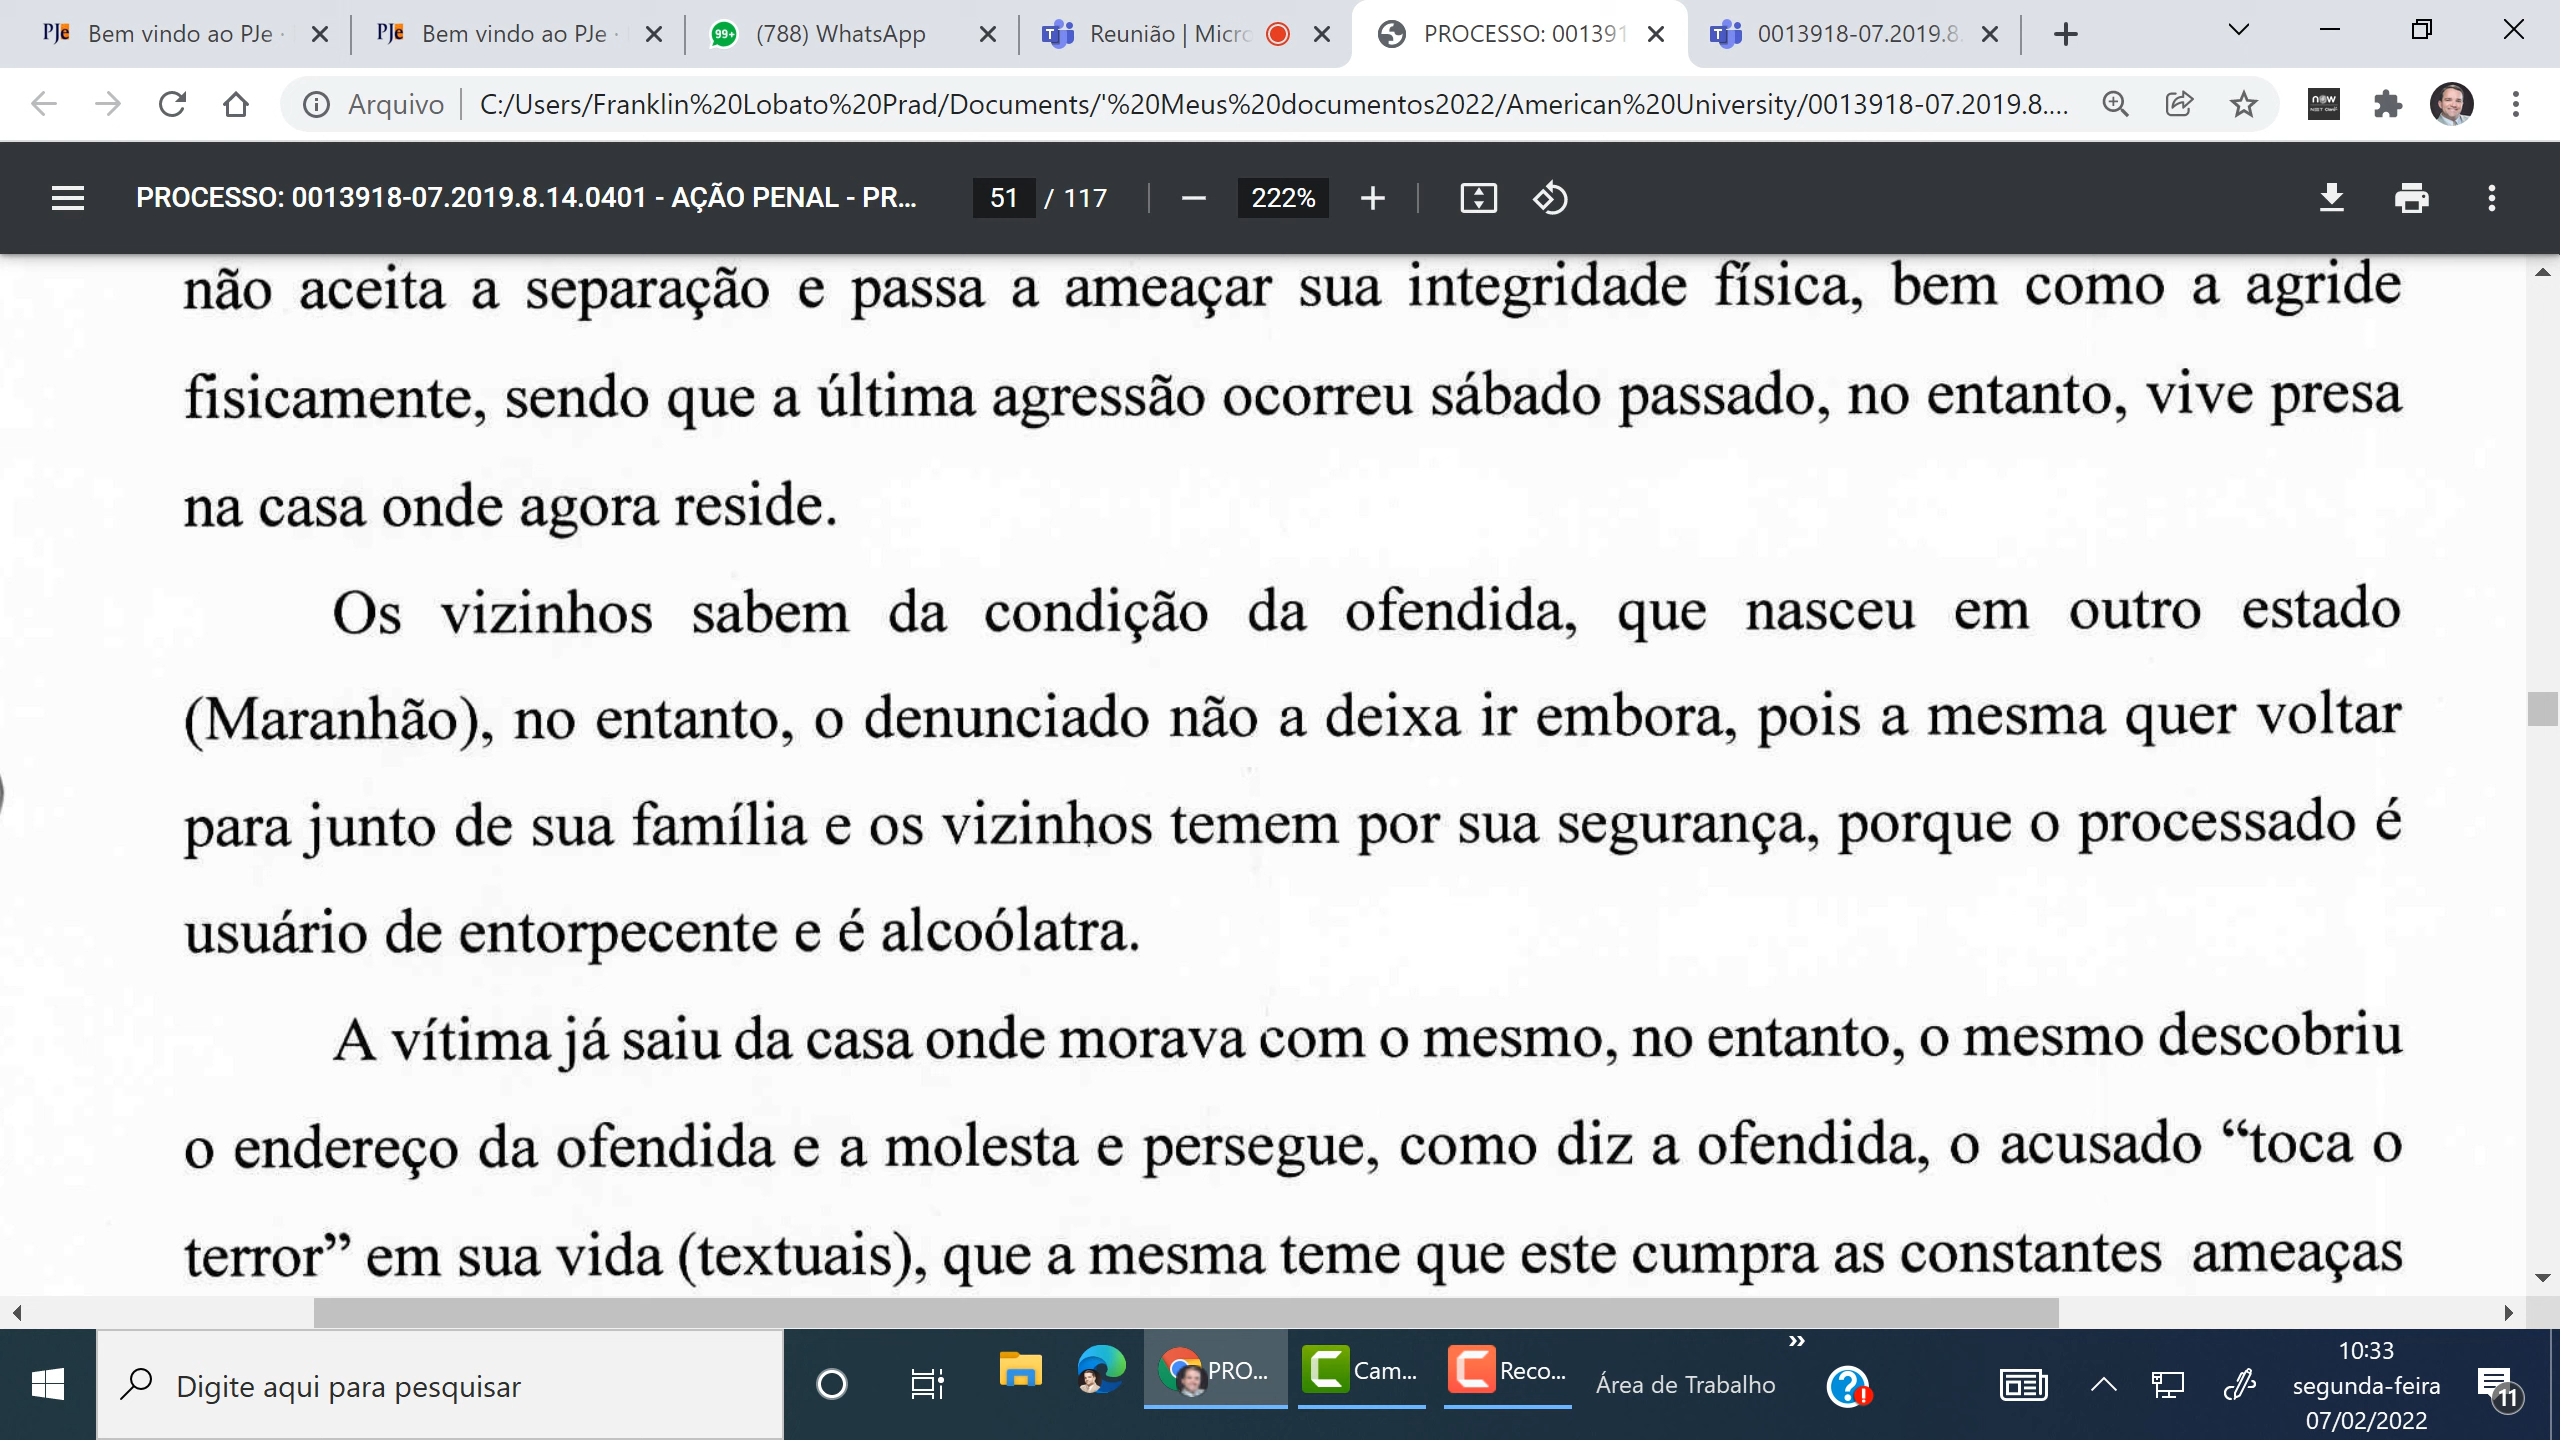 Bem vindo ao PJe ·
Bem vindo ao PJe ·
99+
(788) WhatsApp
Reunião | Micro
PROCESSO: 001391
0013918-07.2019.8.
Arquivo
C:/Users/Franklin%20Lobato%20Prad/Documents/'%20Meus%20documentos2022/American%20University/0013918-07.2019.8....
PROCESSO: 0013918-07.2019.8.14.0401 - AÇÃO PENAL - PR...
51 / 117
222%
não aceita a separação e passa a ameaçar sua integridade física, bem como a agride
fisicamente, sendo que a última agressão ocorreu sábado passado, no entanto, vive presa
na casa onde agora reside.
Os vizinhos sabem da condição da ofendida, que nasceu em outro estado
(Maranhão), no entanto, o denunciado não a deixa ir embora, pois a mesma quer voltar
para junto de sua família e os vizinhos temem por sua segurança, porque o processado é
usuário de entorpecente e é alcoólatra.
A vítima já saiu da casa onde morava com o mesmo, no entanto, o mesmo descobriu
o endereço da ofendida e a molesta e persegue, como diz a ofendida, o acusado “toca o
terror” em sua vida (textuais), que a mesma teme que este cumpra as constantes ameaças
Digite aqui para pesquisar
PRO...
Cam...
Reco...
Área de Trabalho
10:33
segunda-feira
07/02/2022
11